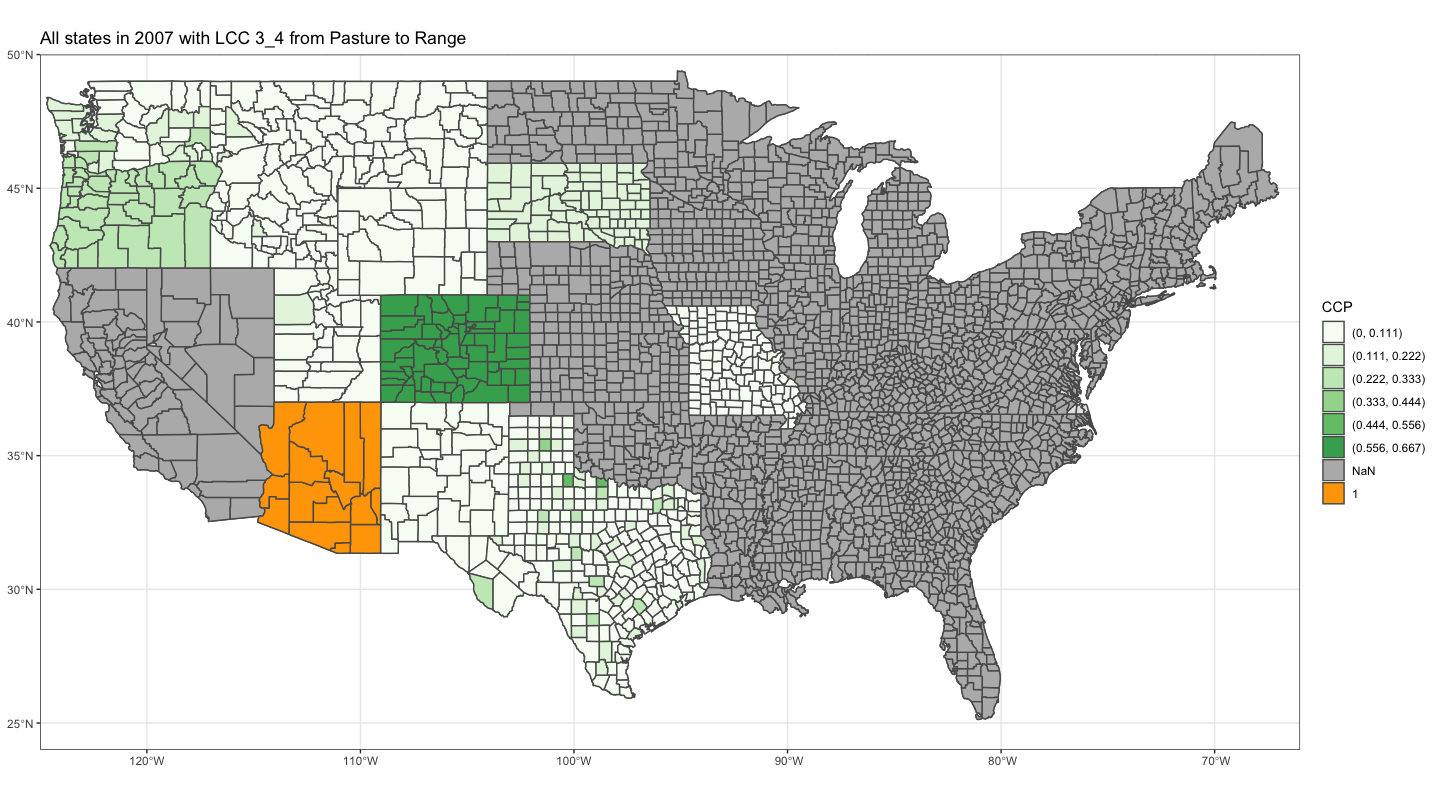 All states in 2007 with LCC 3_4 from Pasture to Range
50°N
45°N
40°N
35°N
30°N
25°N
120°W
110°W
100°W
90°W
80°W
70°W
CCP
(0, 0.111)
(0.111, 0.222)
(0.222, 0.333)
(0.333, 0.444)
(0.444, 0.556)
(0.556, 0.667)
NaN
1